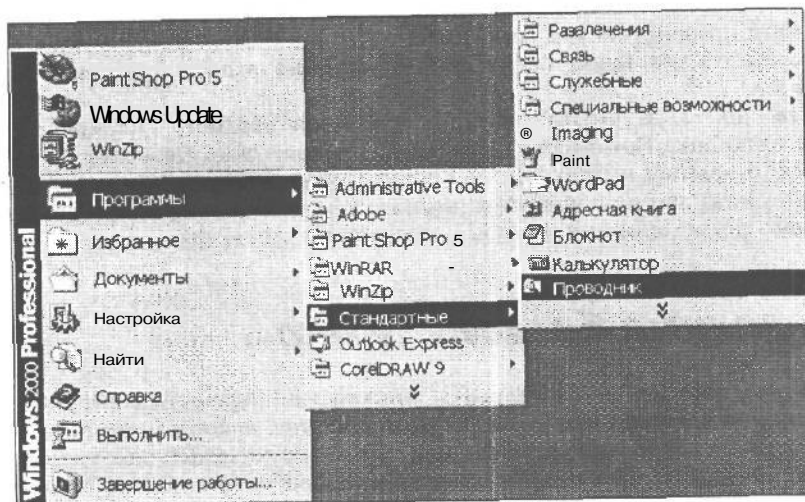 Windows 2000 Professional
Paint Shop Pro 5
Windows Update
WinZip
Программы
Избранное
Документы
Настройка
Найти
Справка
Выполнить...
Завершение работы...
Administrative Tools
Adobe
Paint Shop Pro 5
WinRAR
WinZip
Стандартные
Outlook Express
CorelDRAW 9
Развлечения
Связь
Служебные
Специальные возможности
Imaging
Paint
WordPad
Адресная книга
Блокнот
Калькулятор
Проводник